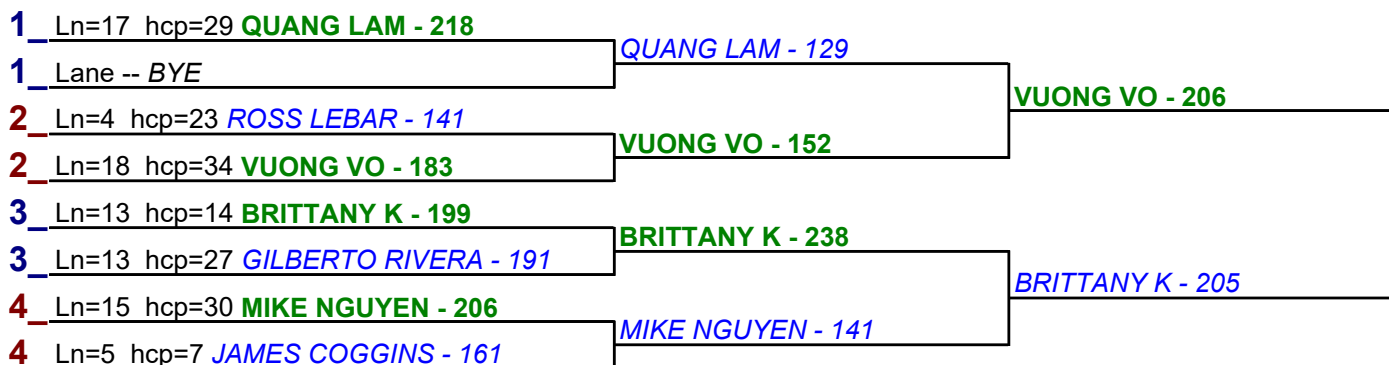 1_ Ln=17 hcp=29 QUANG LAM - 218
1_ Lane -- BYE
2_ Ln=4 hcp=23 ROSS LEBAR - 141
2_ Ln=18 hcp=34 VUONG VO - 183
3_ Ln=13 hcp=14 BRITTANY K - 199
3_ Ln=13 hcp=27 GILBERTO RIVERA - 191
4_ Ln=15 hcp=30 MIKE NGUYEN - 206
4 Ln=5 hcp=7 JAMES COGGINS - 161
QUANG LAM - 129
VUONG VO - 152
BRITTANY K - 238
MIKE NGUYEN - 141
VUONG VO - 206
BRITTANY K - 205